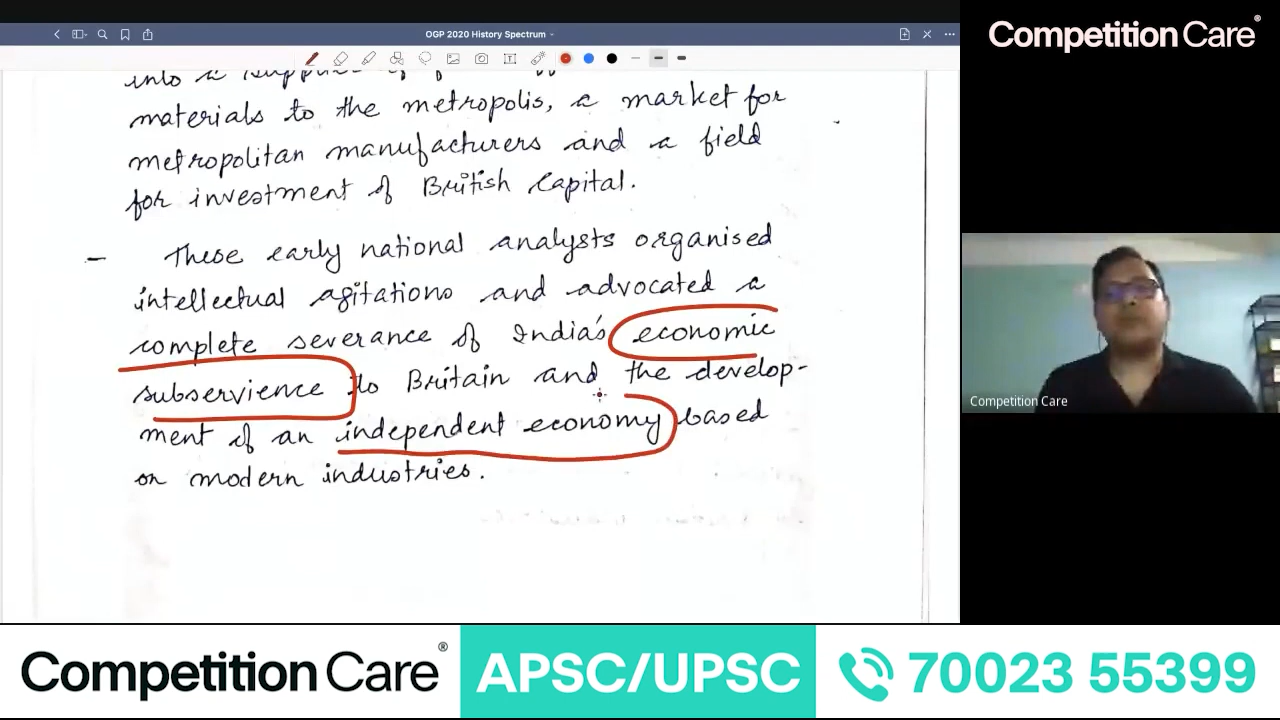 OGP 2020 History Spectrum
Competition Care®
into a
materials to the metropolis, a market for
metropolitan manufacturers and a field
for investment of British Capital.
- These early national analysts organised
intellectual agitations and advocated a
complete severance of India's economic
subservience to Britain and the develop-
ment of an independent economy based
on modern industries.
Competition Care
Competition Care®
APSC/UPSC
70023 55399